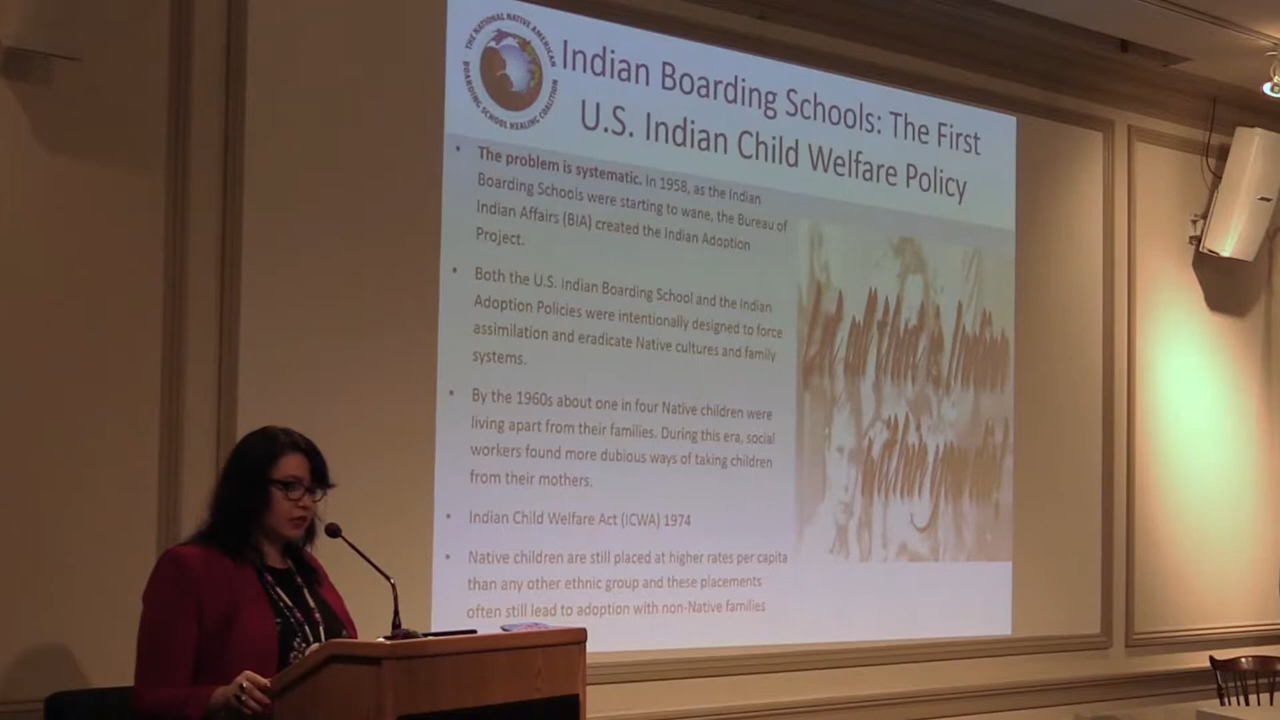 THE NATIONAL NATIVE AMERICAN
BOARDING SCHOOL HEALING COALITION
Indian Boarding Schools: The First
U.S. Indian Child Welfare Policy
• The problem is systematic. In 1958, as the Indian
Boarding Schools were starting to wane, the Bureau of
Indian Affairs (BIA) created the Indian Adoption
Project.
• Both the U.S. Indian Boarding School and the Indian
Adoption Policies were intentionally designed to force
assimilation and eradicate Native cultures and family
systems.
• By the 1960s about one in four Native children were
living apart from their families. During this era, social
workers found more dubious ways of taking children
from their mothers.
• Indian Child Welfare Act (ICWA) 1974
• Native children are still placed at higher rates per capita
than any other ethnic group and these placements
often still lead to adoption with non-Native families